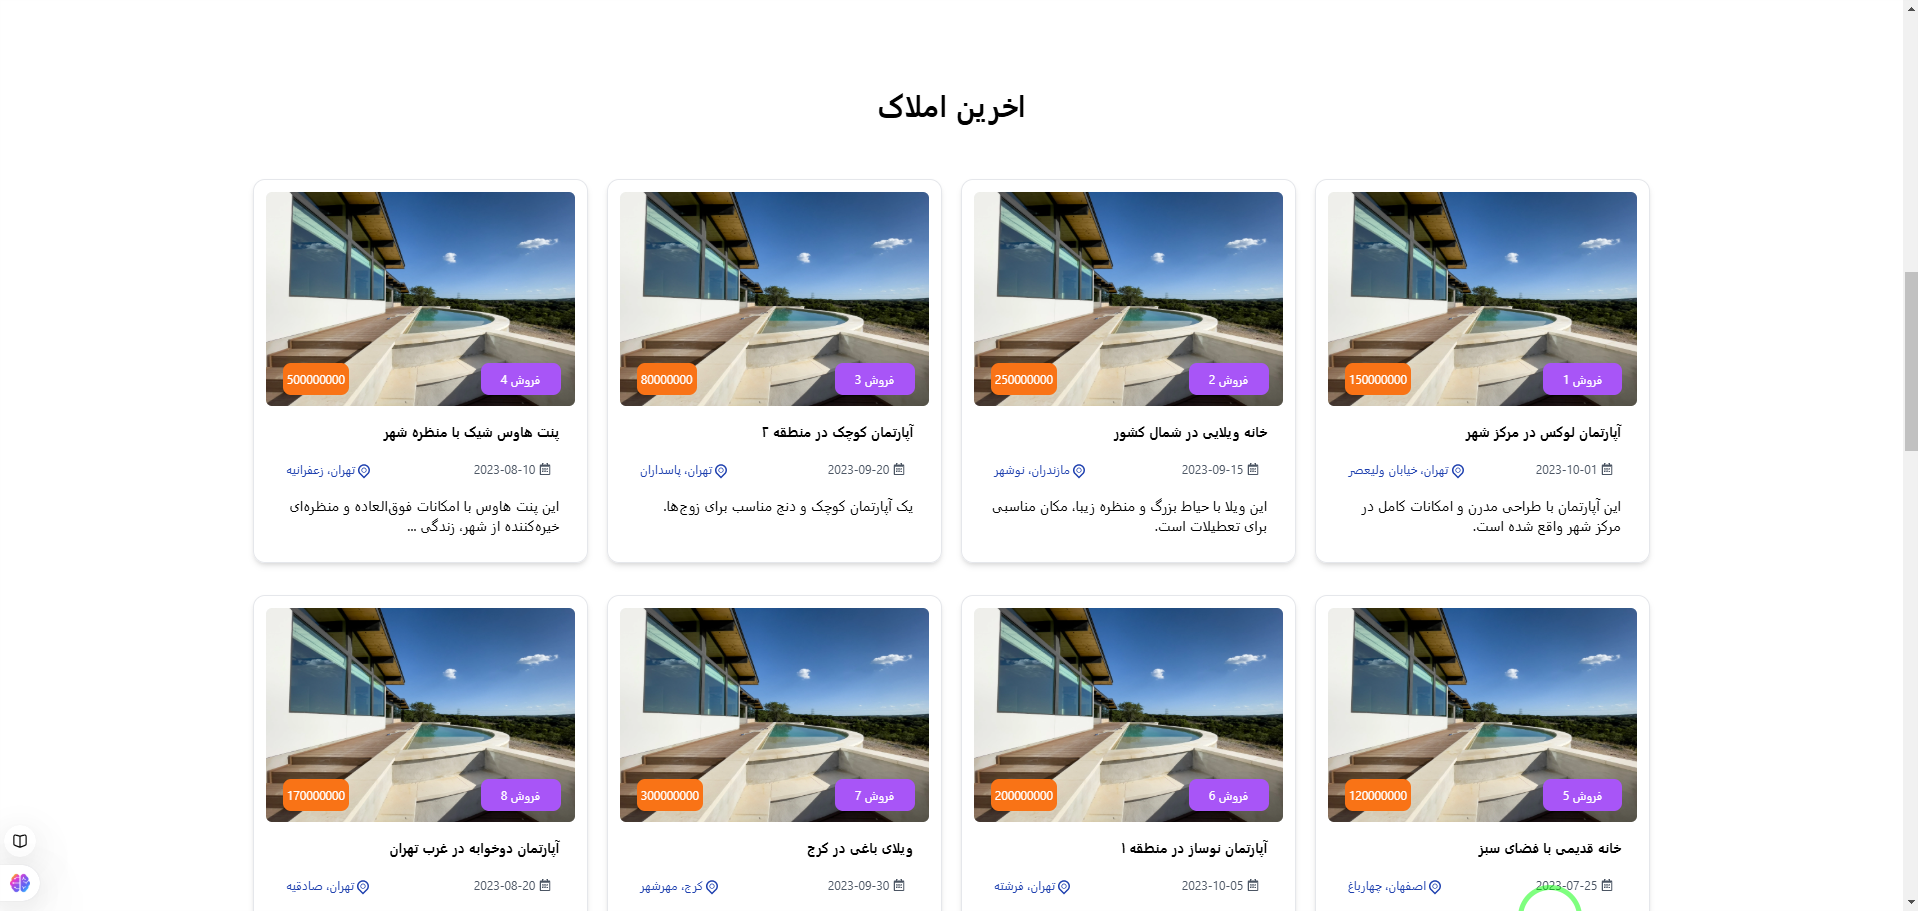 اخرین املاک
فروش 1
150000000
آپارتمان لوکس در مرکز شهر
2023-10-01
تهران، خیابان ولیعصر
این آپارتمان با طراحی مدرن و امکانات کامل در
مرکز شهر واقع شده است.
فروش 2
250000000
خانه ویلایی در شمال کشور
2023-09-15
مازندران، نوشهر
این ویلا با حیاط بزرگ و منظره زیبا، مکان مناسبی
برای تعطیلات است.
فروش 3
80000000
آپارتمان کوچک در منطقه ۲
2023-09-20
تهران، پاسداران
یک آپارتمان کوچک و دنج مناسب برای زوج‌ها.
فروش 4
500000000
پنت هاوس شیک با منظره شهر
2023-08-10
تهران، زعفرانیه
این پنت هاوس با امکانات فوق‌العاده و منظره‌ای
خیره‌کننده از شهر، زندگی ...
فروش 5
120000000
خانه قدیمی با فضای سبز
2023-07-25
اصفهان، چهارباغ
فروش 6
200000000
آپارتمان نوساز در منطقه ۱
2023-10-05
تهران، فرشته
فروش 7
300000000
ویلای باغی در کرج
2023-09-30
کرج، مهرشهر
فروش 8
170000000
آپارتمان دوخوابه در غرب تهران
2023-08-20
تهران، صادقیه